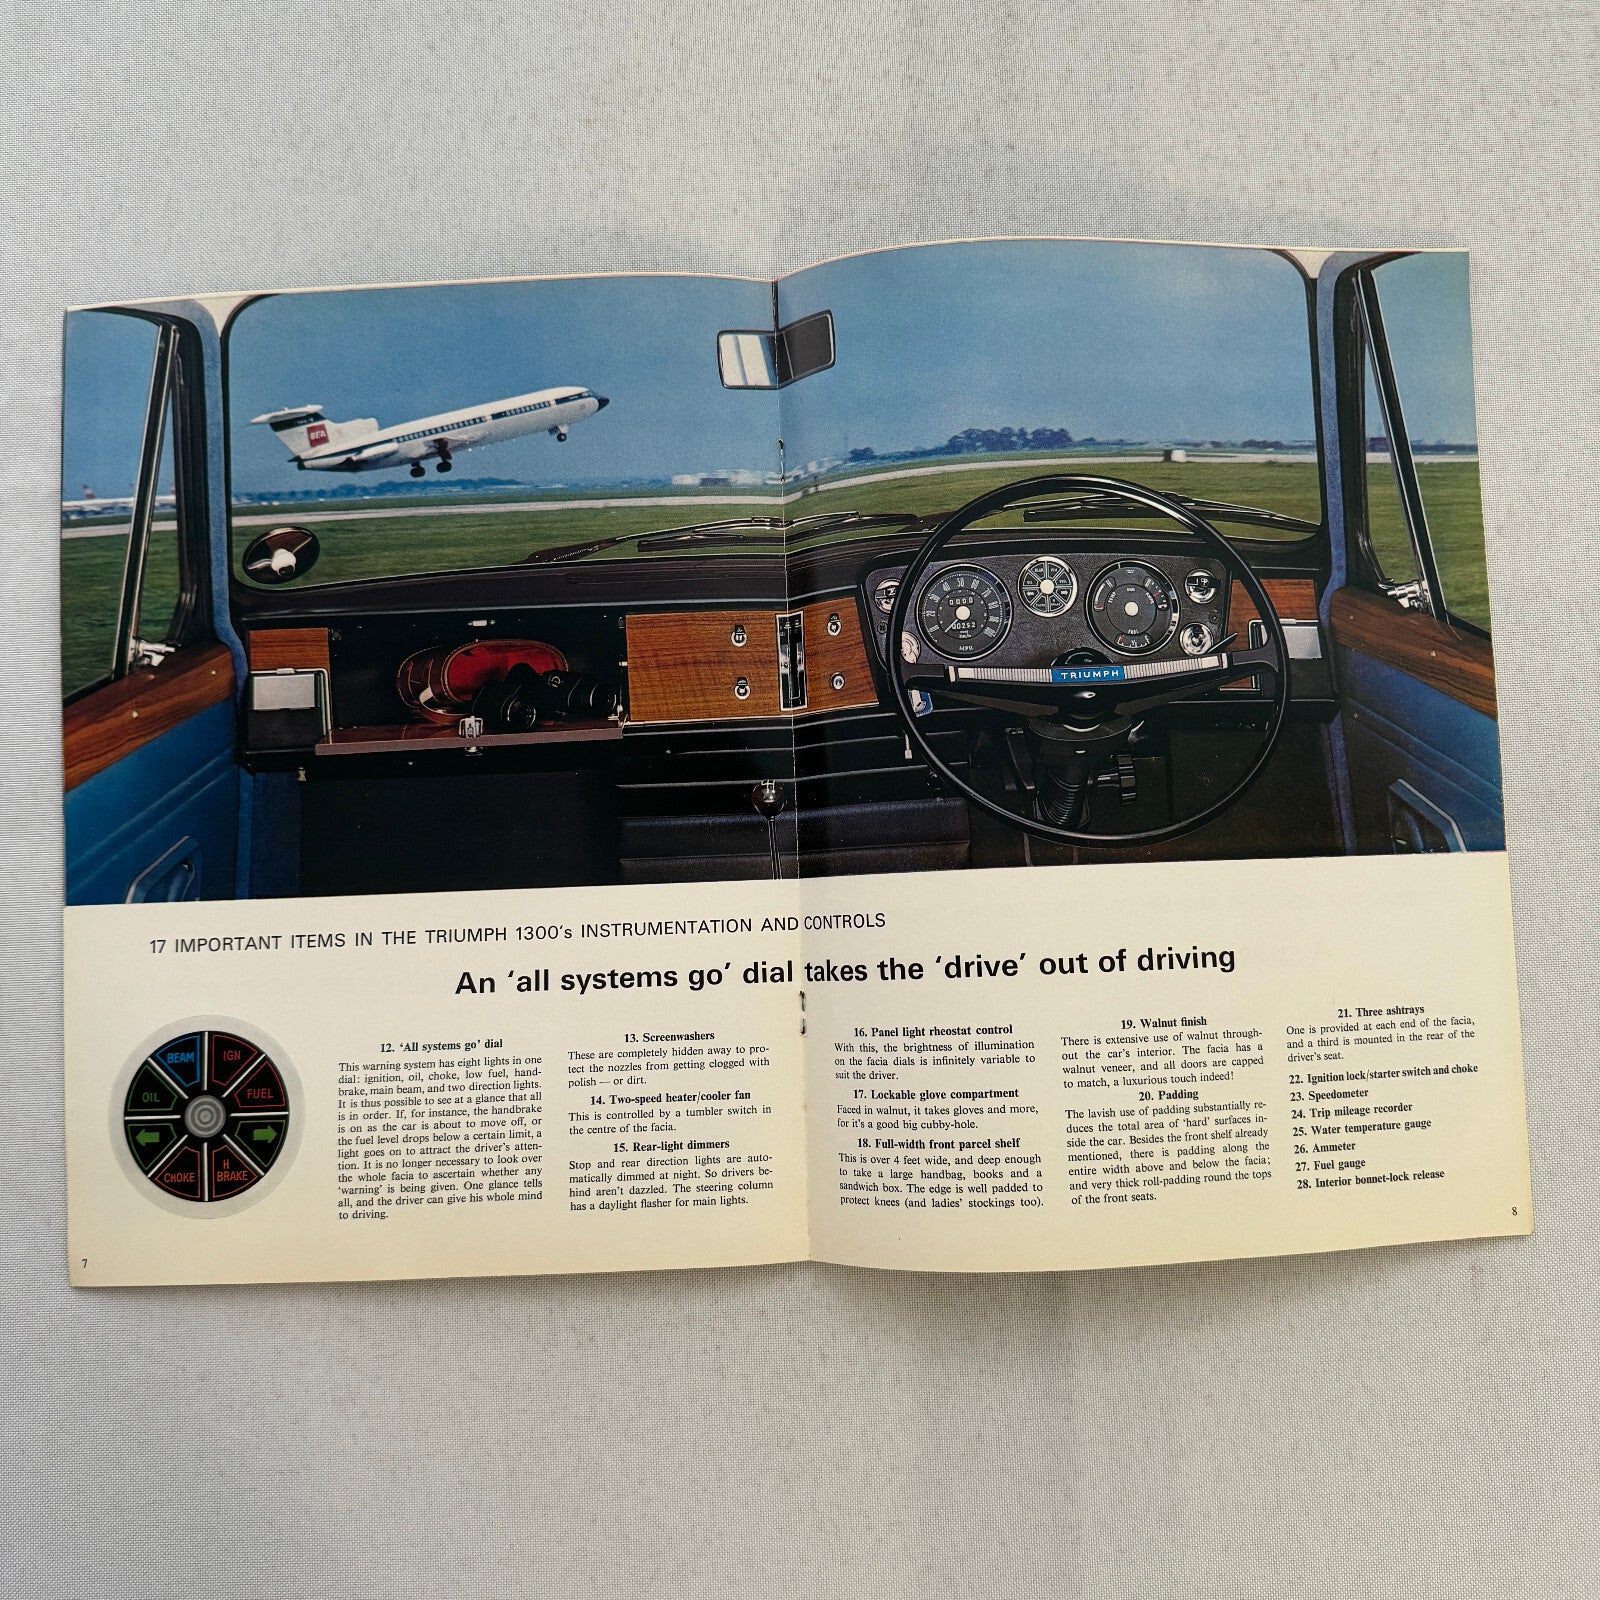 BEA
TRIUMPH
MPH
17 IMPORTANT ITEMS IN THE TRIUMPH 1300's INSTRUMENTATION AND CONTROLS
An ‘all systems go’ dial takes the ‘drive’ out of driving
BEAM
IGN
OIL
FUEL
CHOKE
H
BRAKE
12. ‘All systems go’ dial
This warning system has eight lights in one
dial: ignition, oil, choke, low fuel, hand-
brake, main beam, and two direction lights.
It is thus possible to see at a glance that all
is in order. If, for instance, the handbrake
is on as the car is about to move off, or
the fuel level drops below a certain limit, a
light goes on to attract the driver's atten-
tion. It is no longer necessary to look over
the whole facia to ascertain whether any
‘warning’ is being given. One glance tells
all, and the driver can give his whole mind
to driving.
13. Screenwashers
These are completely hidden away to pro-
tect the nozzles from getting clogged with
polish — or dirt.
14. Two-speed heater/cooler fan
This is controlled by a tumbler switch in
the centre of the facia.
15. Rear-light dimmers
Stop and rear direction lights are auto-
matically dimmed at night. So drivers be-
hind aren't dazzled. The steering column
has a daylight flasher for main lights.
7
16. Panel light rheostat control
With this, the brightness of illumination
on the facia dials is infinitely variable to
suit the driver.
17. Lockable glove compartment
Faced in walnut, it takes gloves and more,
for it's a good big cubby-hole.
18. Full-width front parcel shelf
This is over 4 feet wide, and deep enough
to take a large handbag, books and a
sandwich box. The edge is well padded to
protect knees (and ladies' stockings too).
19. Walnut finish
There is extensive use of walnut through-
out the car's interior. The facia has a
walnut veneer, and all doors are capped
to match, a luxurious touch indeed!
20. Padding
The lavish use of padding substantially re-
duces the total area of ‘hard’ surfaces in-
side the car. Besides the front shelf already
mentioned, there is padding along the
entire width above and below the facia;
and very thick roll-padding round the tops
of the front seats.
21. Three ashtrays
One is provided at each end of the facia,
and a third is mounted in the rear of the
driver's seat.
22. Ignition lock/starter switch and choke
23. Speedometer
24. Trip mileage recorder
25. Water temperature gauge
26. Ammeter
27. Fuel gauge
28. Interior bonnet-lock release
8